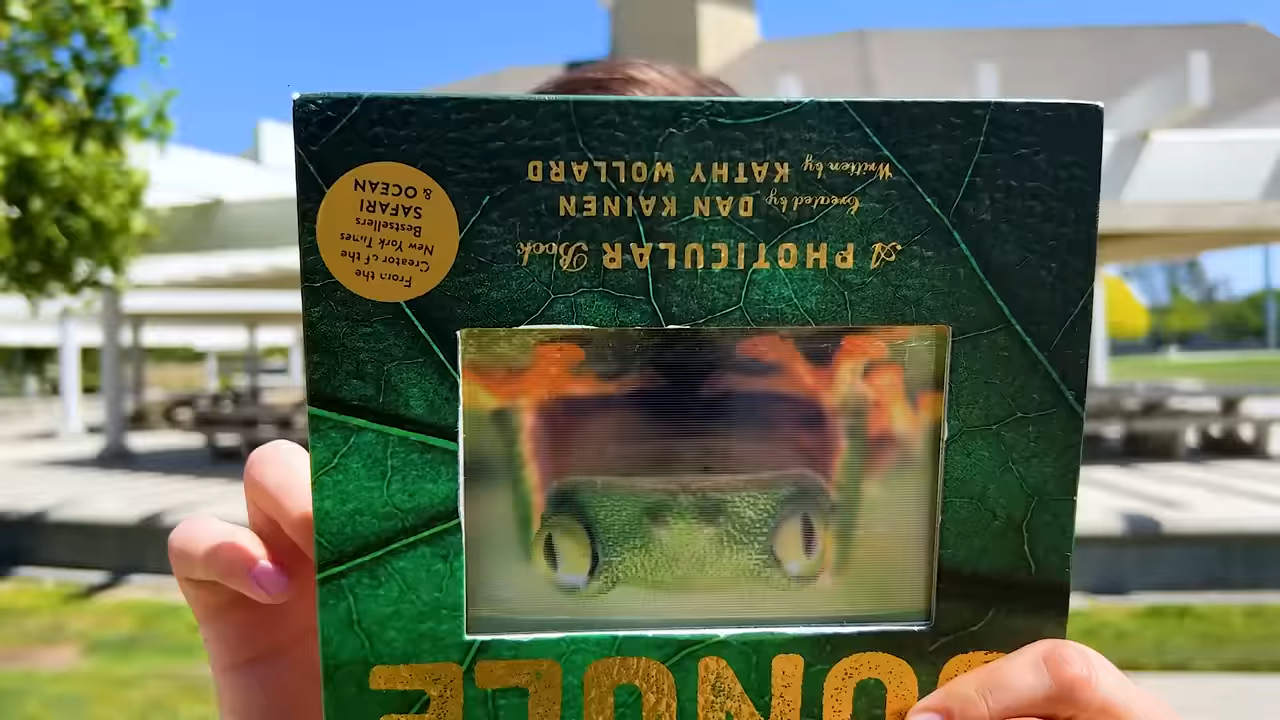 JUNGLE
A PHOTICULAR Book
Created by DAN KAINEN
Written by KATHY WOLLARD
From the
Creator of the
New York Times
Bestsellers
SAFARI
& OCEAN